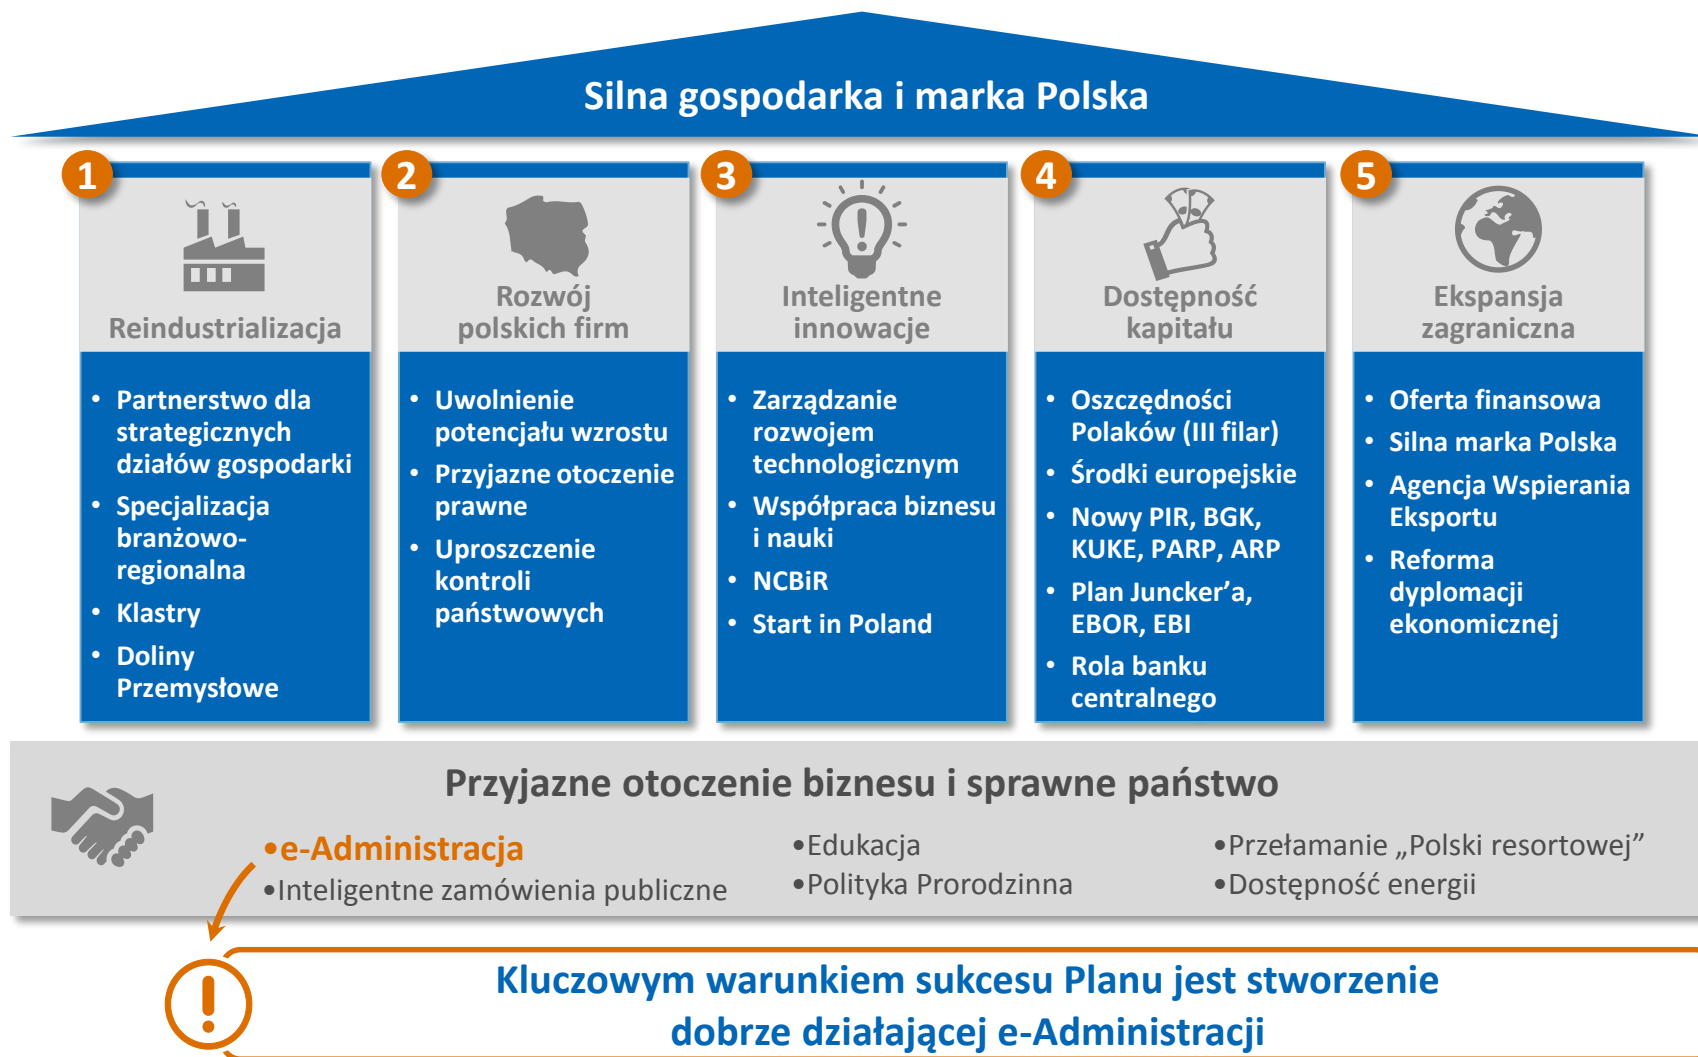 Silna gospodarka i marka Polska
1
Reindustrializacja
• Partnerstwo dla
strategicznych
działów gospodarki
• Specjalizacja
branżowo-
regionalna
• Klastry
• Doliny
Przemysłowe
2
Rozwój
polskich firm
• Uwolnienie
potencjału wzrostu
• Przyjazne otoczenie
prawne
• Uproszczenie
kontroli
państwowych
3
Inteligentne
innowacje
• Zarządzanie
rozwojem
technologicznym
• Współpraca biznesu
i nauki
• NCBiR
• Start in Poland
4
Dostępność
kapitału
• Oszczędności
Polaków (III filar)
• Środki europejskie
• Nowy PIR, BGK,
KUKE, PARP, ARP
• Plan Juncker’a,
EBOR, EBI
• Rola banku
centralnego
5
Ekspansja
zagraniczna
• Oferta finansowa
• Silna marka Polska
• Agencja Wspierania
Eksportu
• Reforma
dyplomacji
ekonomicznej
Przyjazne otoczenie biznesu i sprawne państwo
•e-Administracja
•Inteligentne zamówienia publiczne
•Edukacja
•Polityka Prorodzinna
•Przełamanie „Polski resortowej”
•Dostępność energii
Kluczowym warunkiem sukcesu Planu jest stworzenie
dobrze działającej e-Administracji